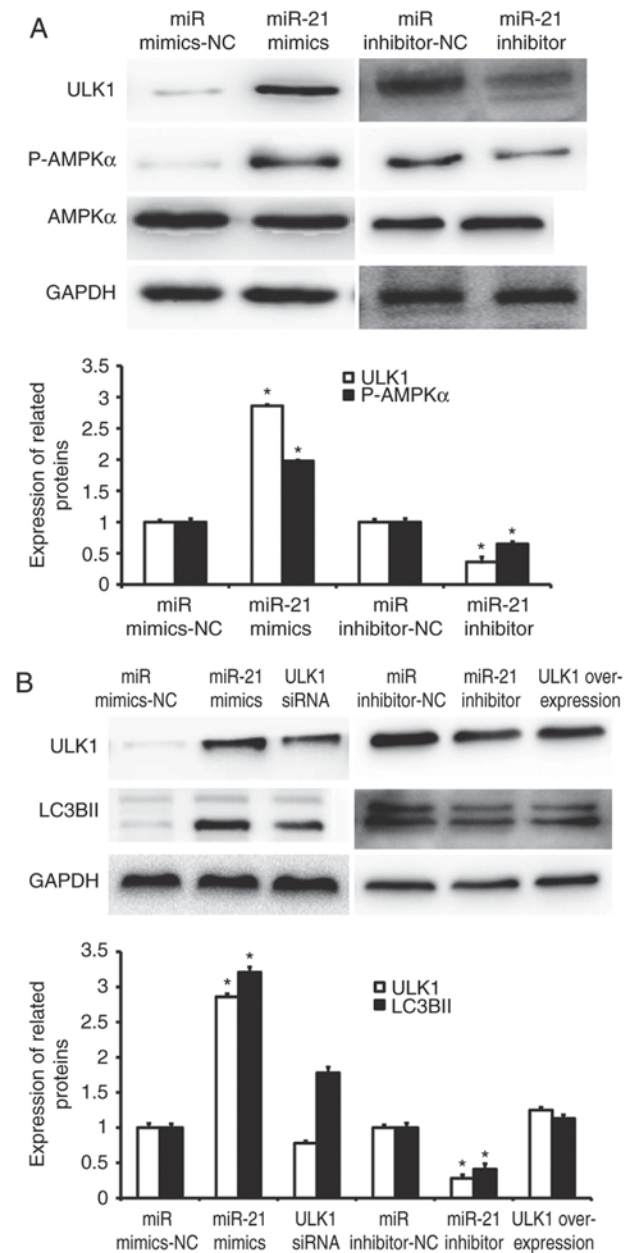 A
miR mimics-NC
miR-21 mimics
miR inhibitor-NC
miR-21 inhibitor
ULK1
P-AMPKα
AMPKα
GAPDH
Expression of related proteins
3.5
3
2.5
2
1.5
1
0.5
0
ULK1
P-AMPKα
*
*
*
*
miR mimics-NC
miR-21 mimics
miR inhibitor-NC
miR-21 inhibitor
B
miR mimics-NC
miR-21 mimics
ULK1 siRNA
miR inhibitor-NC
miR-21 inhibitor
ULK1 over-expression
ULK1
LC3BII
GAPDH
Expression of related proteins
3.5
3
2.5
2
1.5
1
0.5
0
ULK1
LC3BII
*
*
*
*
miR mimics-NC
miR-21 mimics
ULK1 siRNA
miR inhibitor-NC
miR-21 inhibitor
ULK1 over-expression